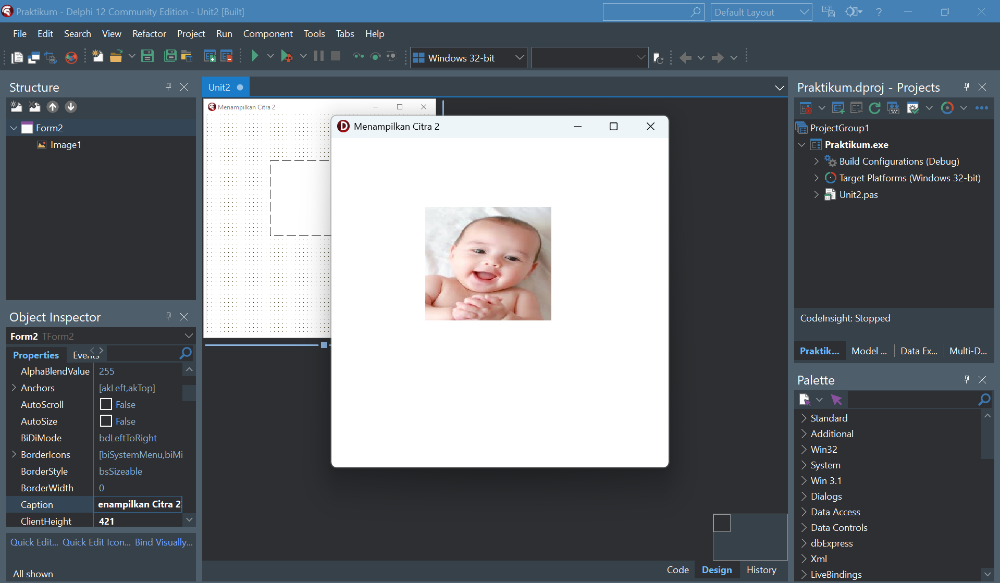 Praktikum - Delphi 12 Community Edition - Unit2 [Built]
Default Layout
?
File Edit Search View Refactor Project Run Component Tools Tabs Help
Windows 32-bit
Structure
Form2
Image1
Object Inspector
Form2 TForm2
Properties Events
AlphaBlendValue 255
Anchors [akLeft,akTop]
AutoScroll False
AutoSize False
BiDiMode bdLeftToRight
BorderIcons [biSystemMenu,biMi
BorderStyle bsSizeable
BorderWidth 0
Caption enampilkan Citra 2
ClientHeight 421
Quick Edit... Quick Edit Icon... Bind Visually...
All shown
Unit2
Menampilkan Citra 2
Menampilkan Citra 2
Code Design History
Praktikum.dproj - Projects
ProjectGroup1
Praktikum.exe
Build Configurations (Debug)
Target Platforms (Windows 32-bit)
Unit2.pas
CodeInsight: Stopped
Praktik... Model ... Data Ex... Multi-D...
Palette
Standard
Additional
Win32
System
Win 3.1
Dialogs
Data Access
Data Controls
dbExpress
Xml
LiveBindings